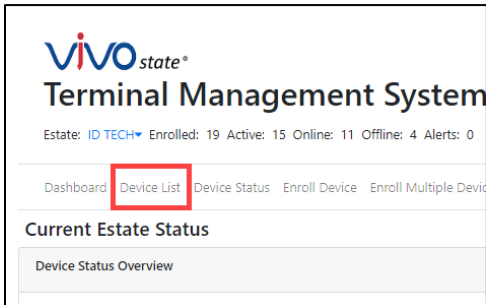 ViVOstate®
Terminal Management System
Estate: ID TECH Enrolled: 19 Active: 15 Online: 11 Offline: 4 Alerts: 0
Dashboard Device List Device Status Enroll Device Enroll Multiple Devic
Current Estate Status
Device Status Overview